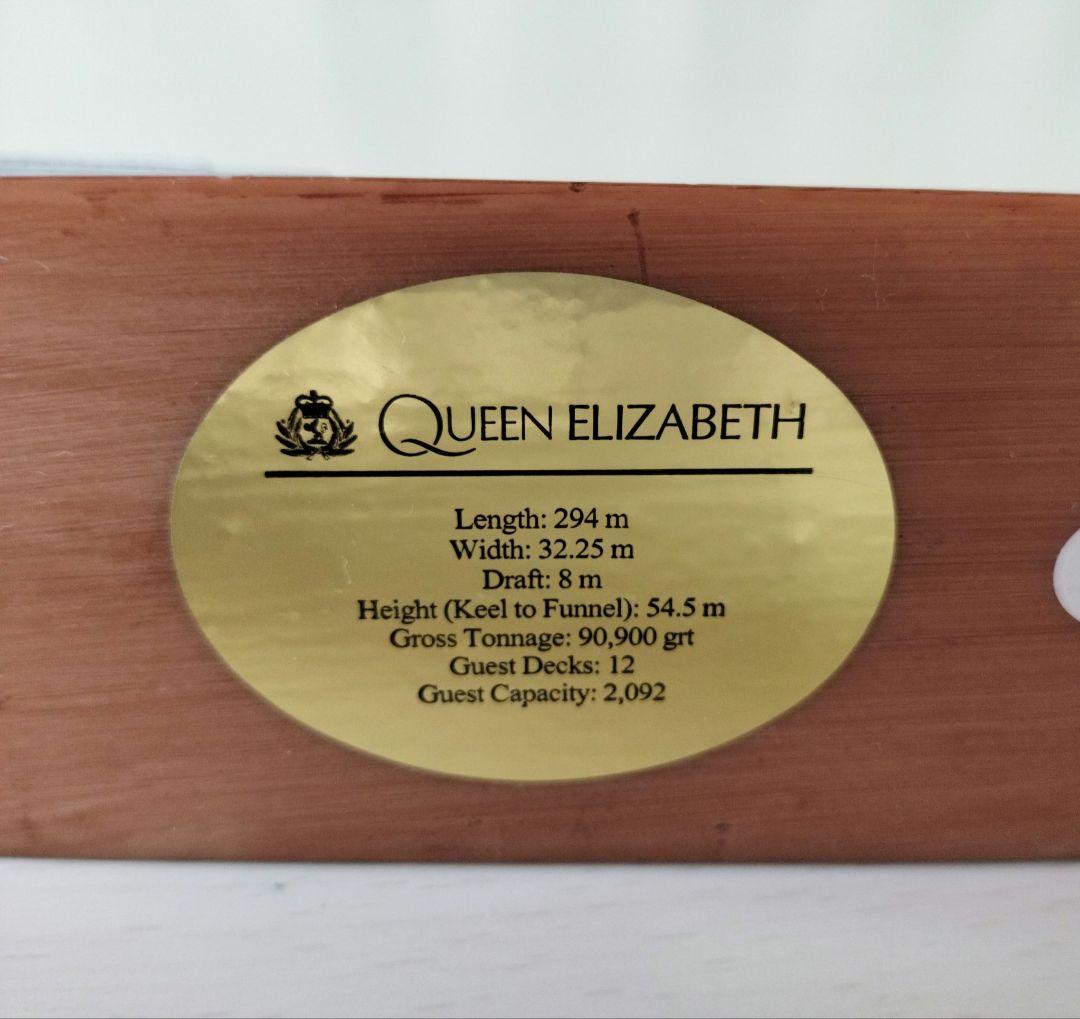 QUEEN ELIZABETH
Length: 294 m
Width: 32.25 m
Draft: 8 m
Height (Keel to Funnel): 54.5 m
Gross Tonnage: 90,900 grt
Guest Decks: 12
Guest Capacity: 2,092